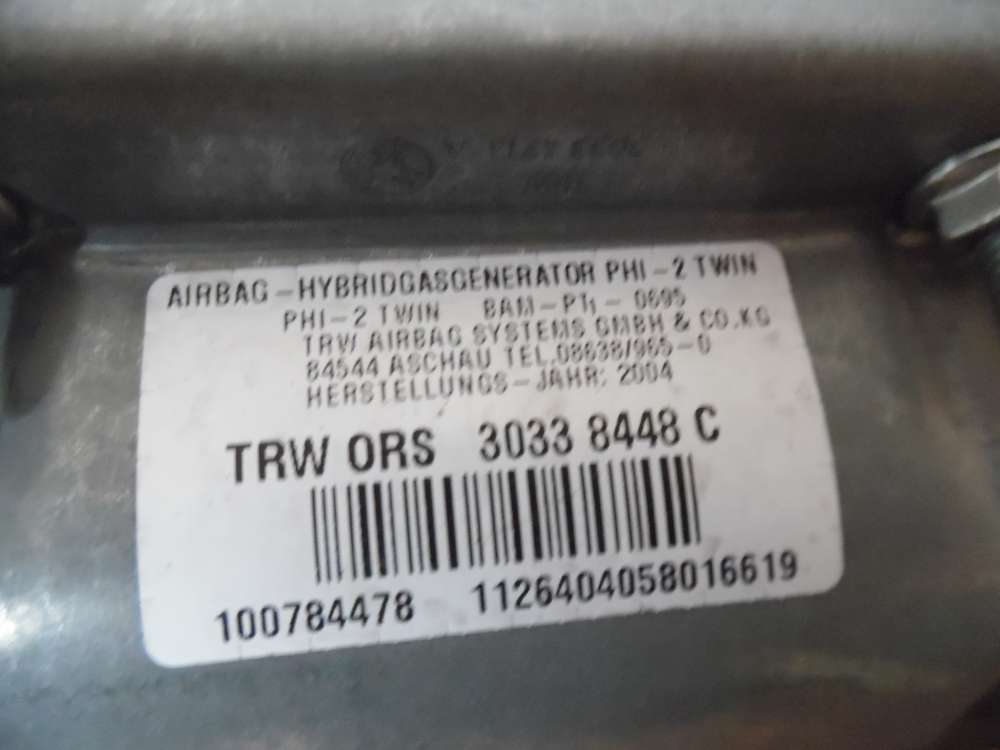 AIRBAG-HYBRIDGASGENERATOR PHI-2 TWIN
PHI-2 TWIN BAM-PT1-0695
TRW AIRBAG SYSTEMS GMBH & CO.KG
84544 ASCHAU TEL.08638/965-0
HERSTELLUNGS-JAHR: 2004
TRW ORS 3033 8448 C
100784478 1126404058016619